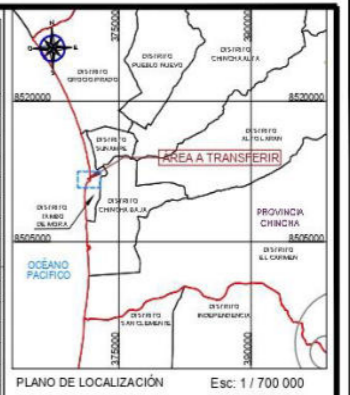 N
E
S
375000
390000
DISTRITO
PUEBLO NUEVO
DISTRITO
CHINCHA ALTA
DISTRITO
GROCIO PRADO
8520000
DISTRITO
SUNAMPE
DISTRITO
ALTO LARAN
AREA A TRANSFERIR
DISTRITO
TAMBO
DE MORA
DISTRITO
CHINCHA BAJA
PROVINCIA
CHINCHA
8505000
DISTRITO
EL CARMEN
OCÉANO
PACIFICO
DISTRITO
SAN CLEMENTE
DISTRITO
INDEPENDENCIA
375000
390000
PLANO DE LOCALIZACIÓN
Esc: 1 / 700 000